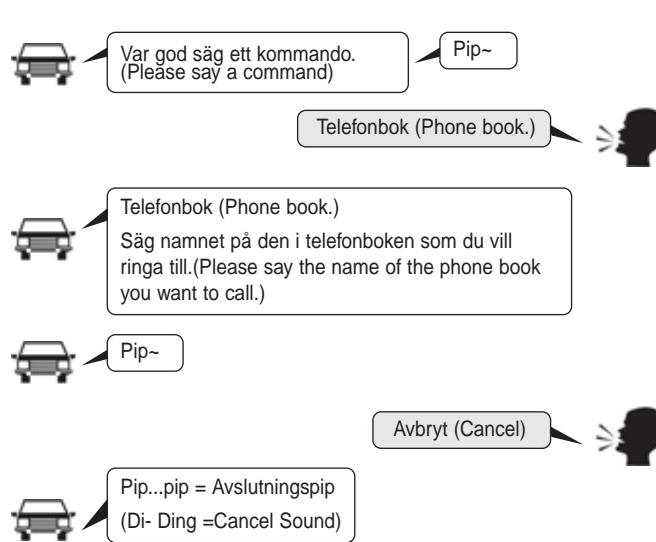 Var god säg ett kommando.
(Please say a command)
Pip~
Telefonbok (Phone book.)
Telefonbok (Phone book.)
Säg namnet på den i telefonboken som du vill
ringa till.(Please say the name of the phone book
you want to call.)
Pip~
Avbryt (Cancel)
Pip...pip = Avslutningspip
(Di- Ding =Cancel Sound)